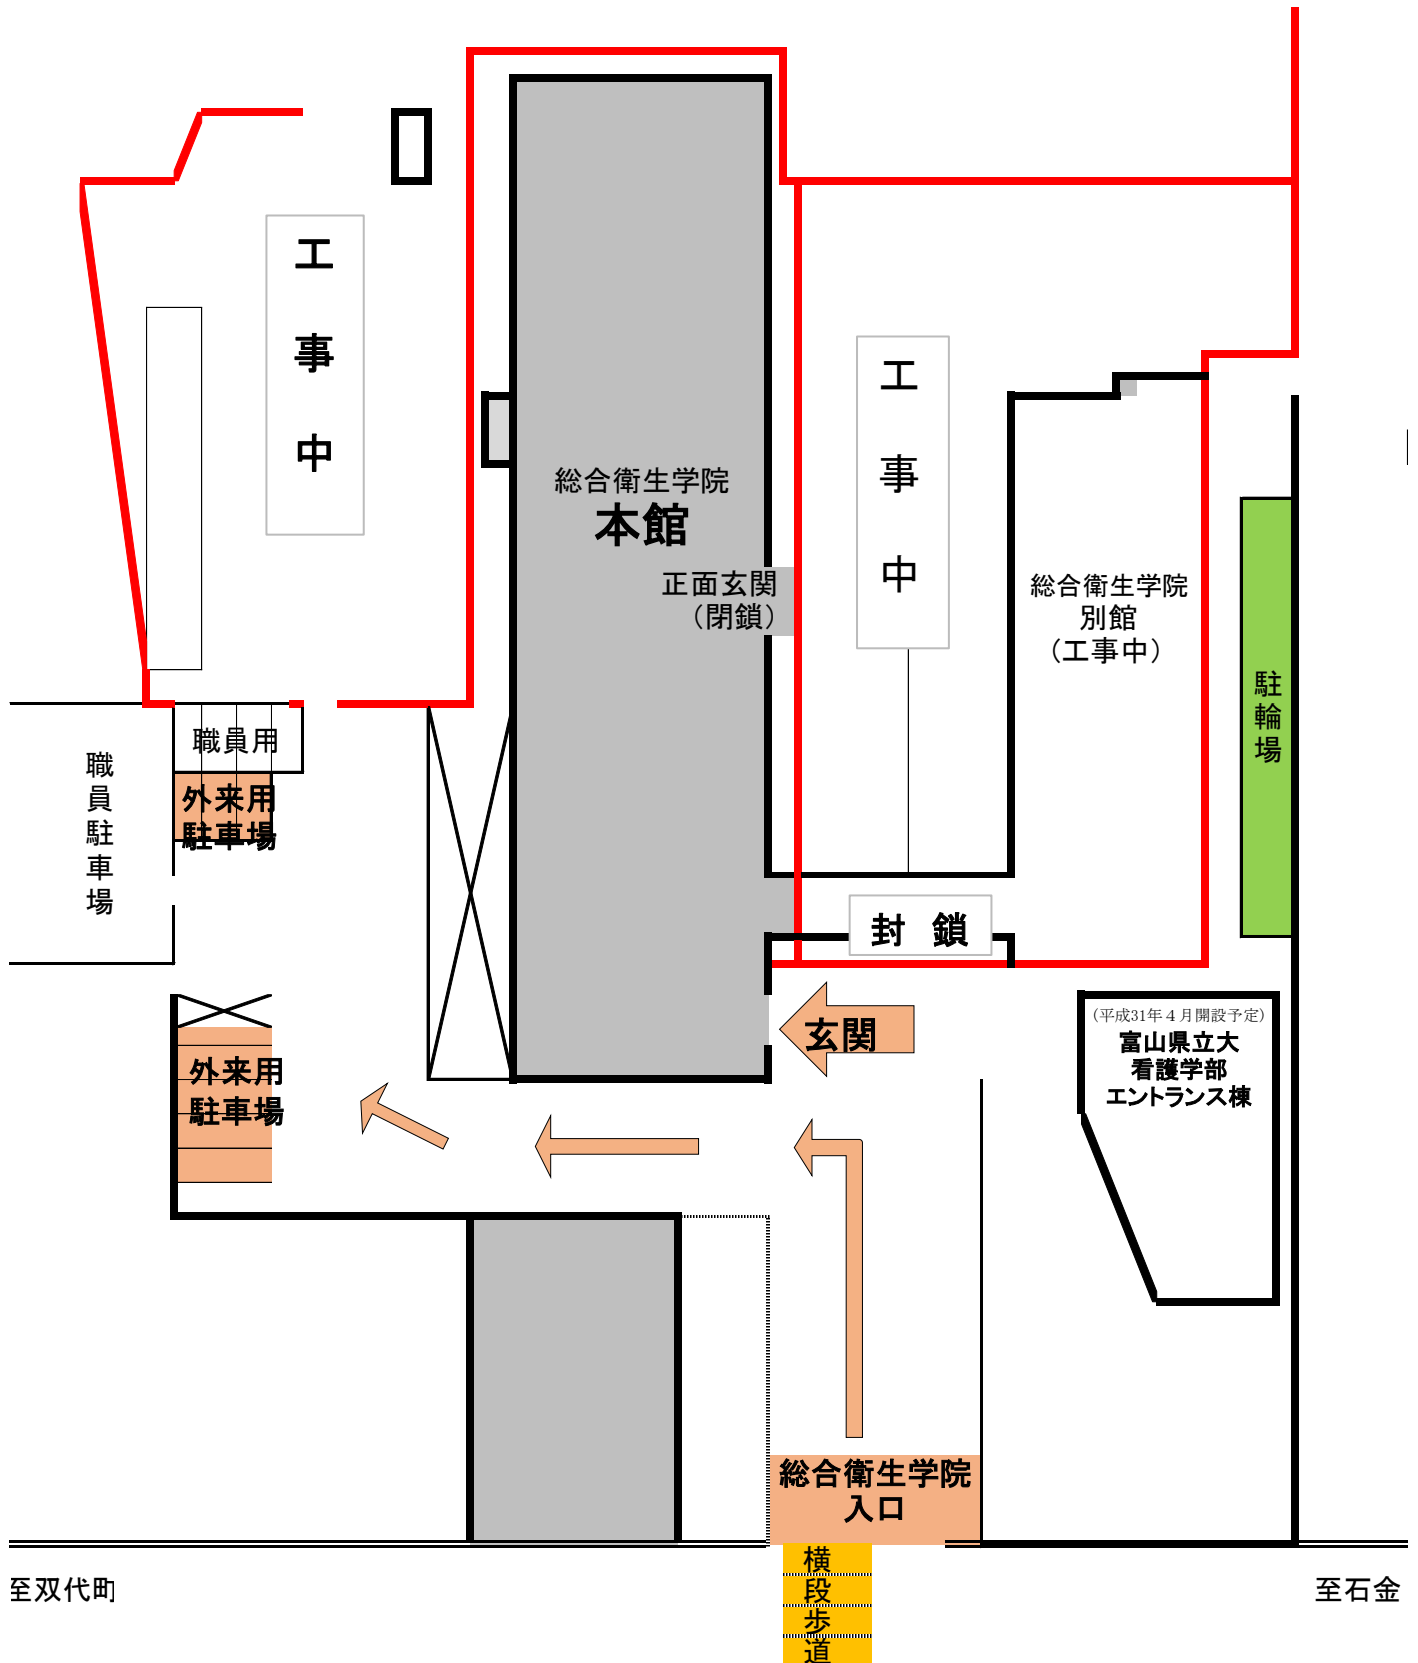 工事中
工事中
総合衛生学院
本館
正面玄関
（閉鎖）
総合衛生学院
別館
（工事中）
駐輪場
職員用
外来用
駐車場
職員駐車場
封 鎖
玄関
（平成31年４月開設予定）
富山県立大
看護学部
エントランス棟
外来用
駐車場
総合衛生学院
入口
横段歩道
至双代町
至石金